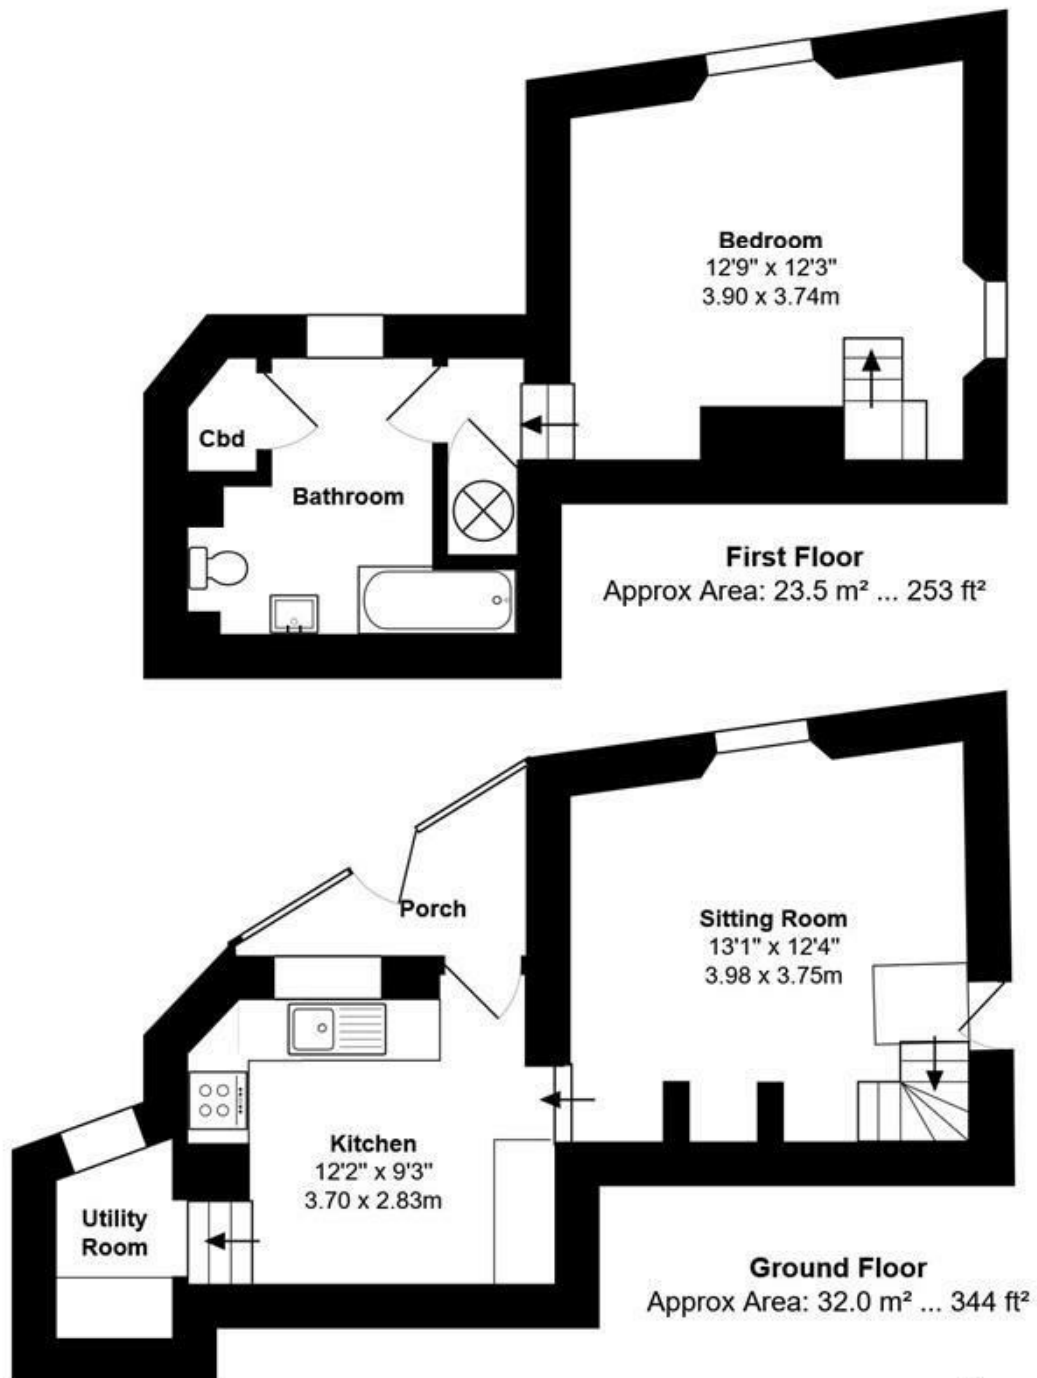 Bedroom
12'9" x 12'3"
3.90 x 3.74m
Cbd
Bathroom
First Floor
Approx Area: 23.5 m² ... 253 ft²
Porch
Sitting Room
13'1" x 12'4"
3.98 x 3.75m
Kitchen
12'2" x 9'3"
3.70 x 2.83m
Utility
Room
Ground Floor
Approx Area: 32.0 m² ... 344 ft²